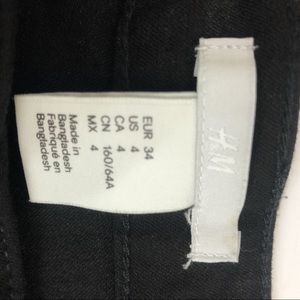 H&M
EUR 34
US 4
CA 4
CN 160/64A
MX 4
Made in
Bangladesh
Fabriqué en
Bangladesh